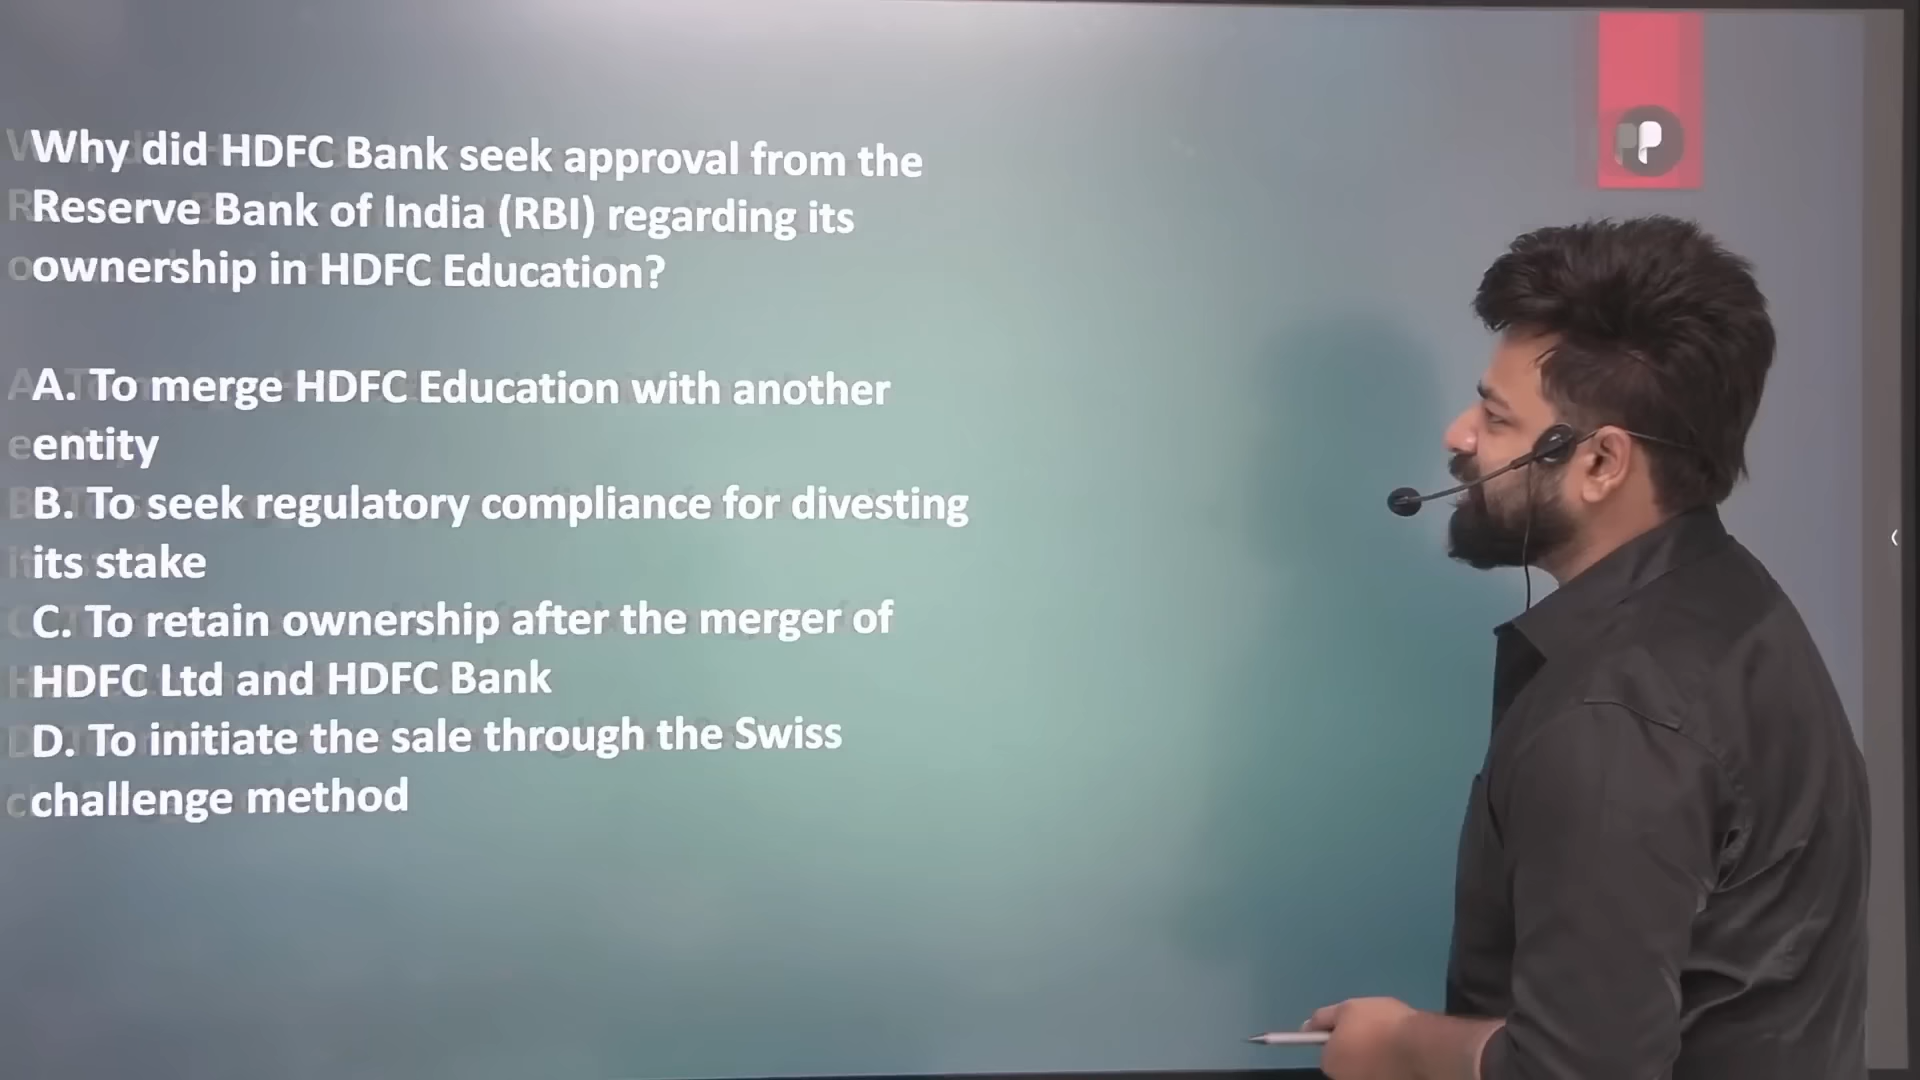 Why did HDFC Bank seek approval from the
Reserve Bank of India (RBI) regarding its
ownership in HDFC Education?
A. To merge HDFC Education with another
entity
B. To seek regulatory compliance for divesting
its stake
C. To retain ownership after the merger of
HDFC Ltd and HDFC Bank
D. To initiate the sale through the Swiss
challenge method